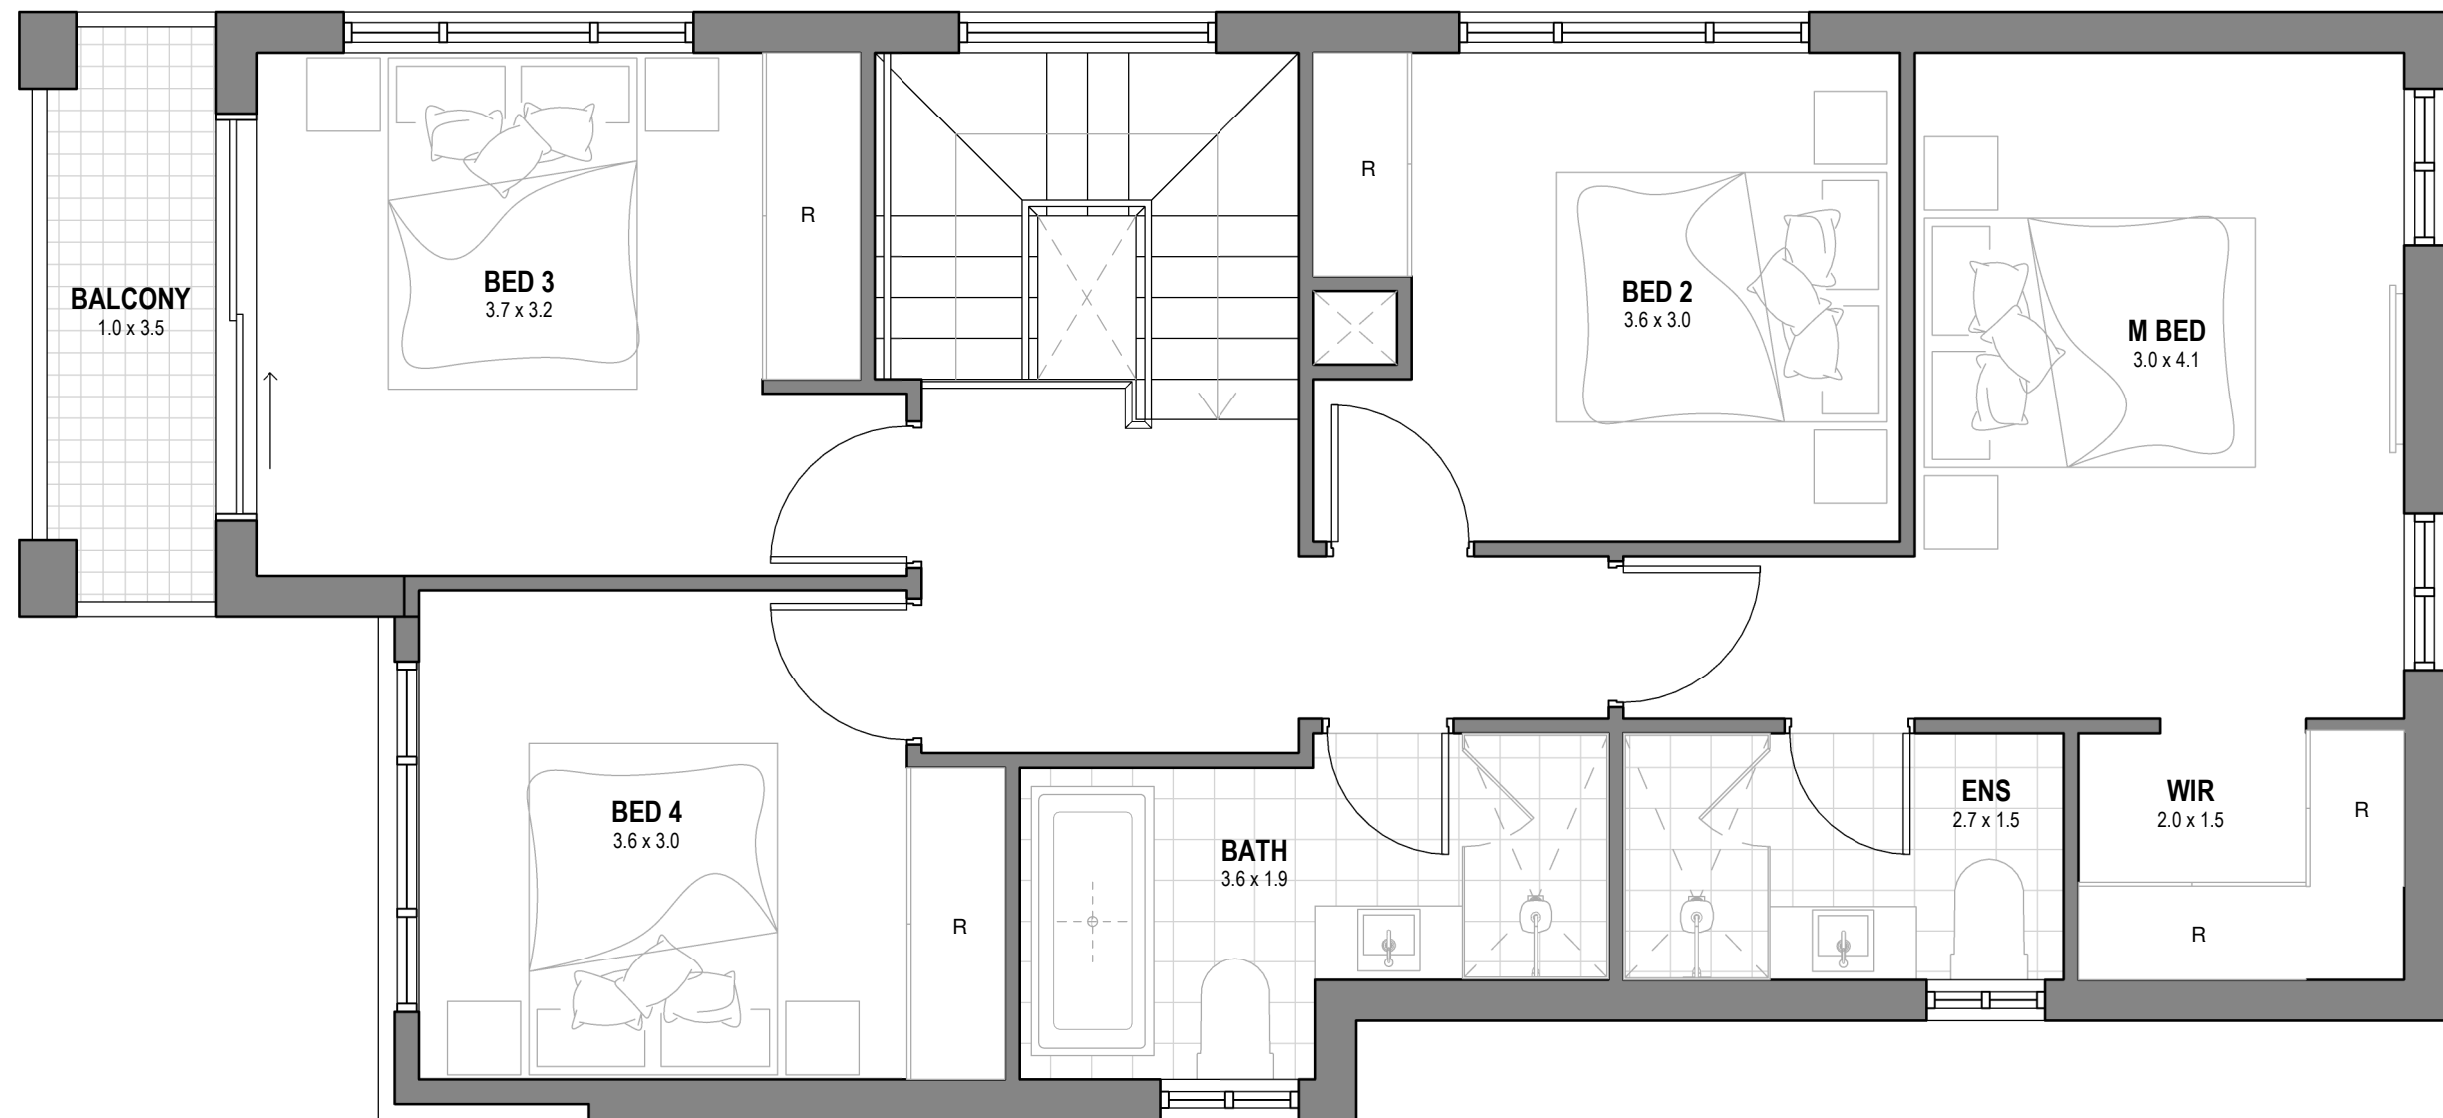 BALCONY
1.0 x 3.5
BED 3
3.7 x 3.2
R
R
BED 2
3.6 x 3.0
M BED
3.0 x 4.1
BED 4
3.6 x 3.0
R
BATH
3.6 x 1.9
ENS
2.7 x 1.5
WIR
2.0 x 1.5
R
R